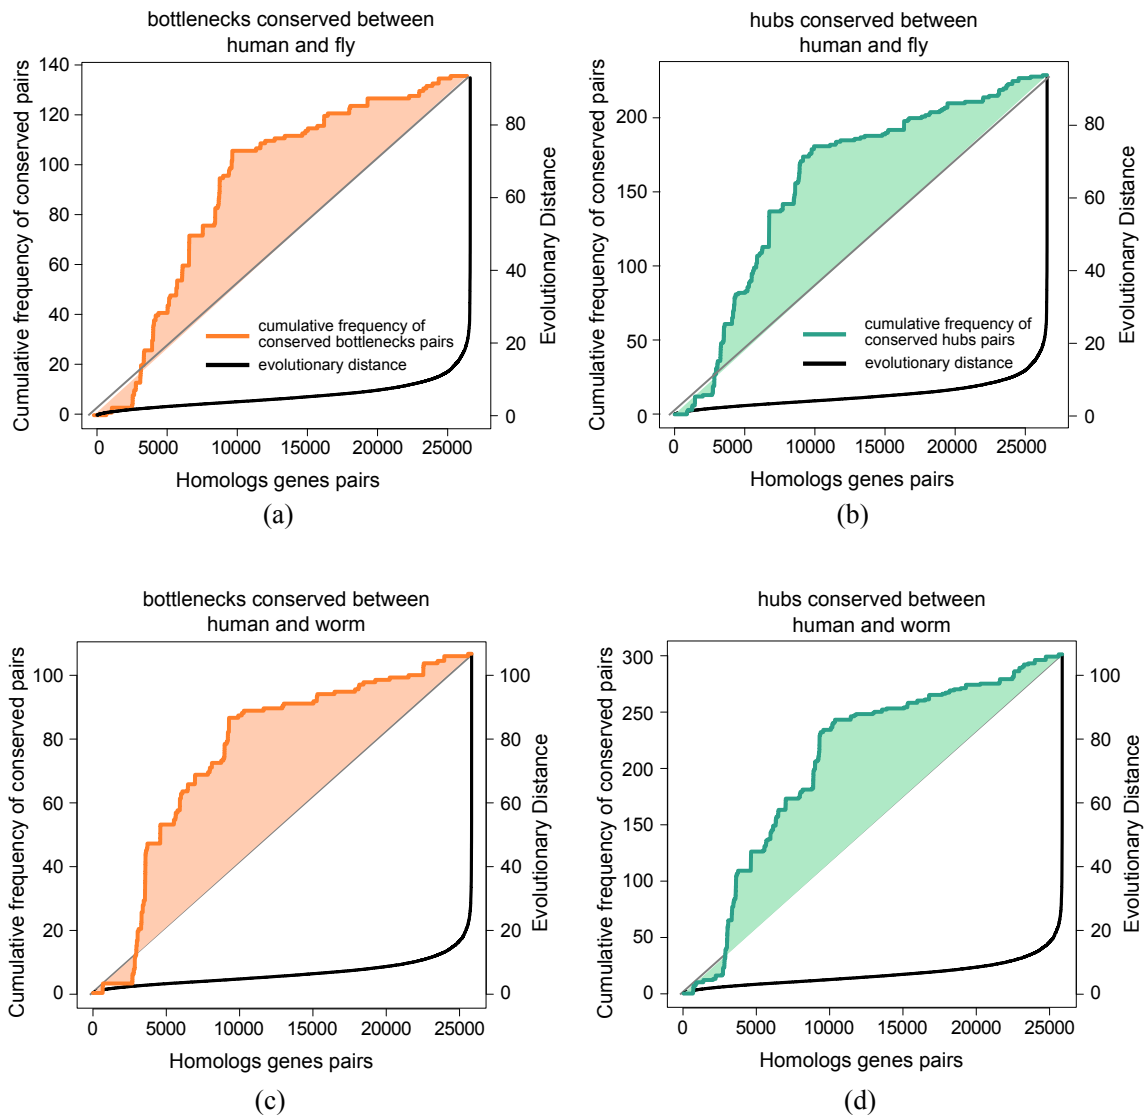 bottlenecks conserved between
human and fly
Cumulative frequency of conserved pairs
140
120
100
80
60
40
20
0
80
60
40
20
0
Evolutionary Distance
cumulative frequency of
conserved bottlenecks pairs
evolutionary distance
0 5000 10000 15000 20000 25000
Homologs genes pairs
(a)
hubs conserved between
human and fly
Cumulative frequency of conserved pairs
200
150
100
50
0
80
60
40
20
0
Evolutionary Distance
cumulative frequency of
conserved hubs pairs
evolutionary distance
0 5000 10000 15000 20000 25000
Homologs genes pairs
(b)
bottlenecks conserved between
human and worm
Cumulative frequency of conserved pairs
100
80
60
40
20
0
100
80
60
40
20
0
Evolutionary Distance
0 5000 10000 15000 20000 25000
Homologs genes pairs
(c)
hubs conserved between
human and worm
Cumulative frequency of conserved pairs
300
250
200
150
100
50
0
100
80
60
40
20
0
Evolutionary Distance
0 5000 10000 15000 20000 25000
Homologs genes pairs
(d)